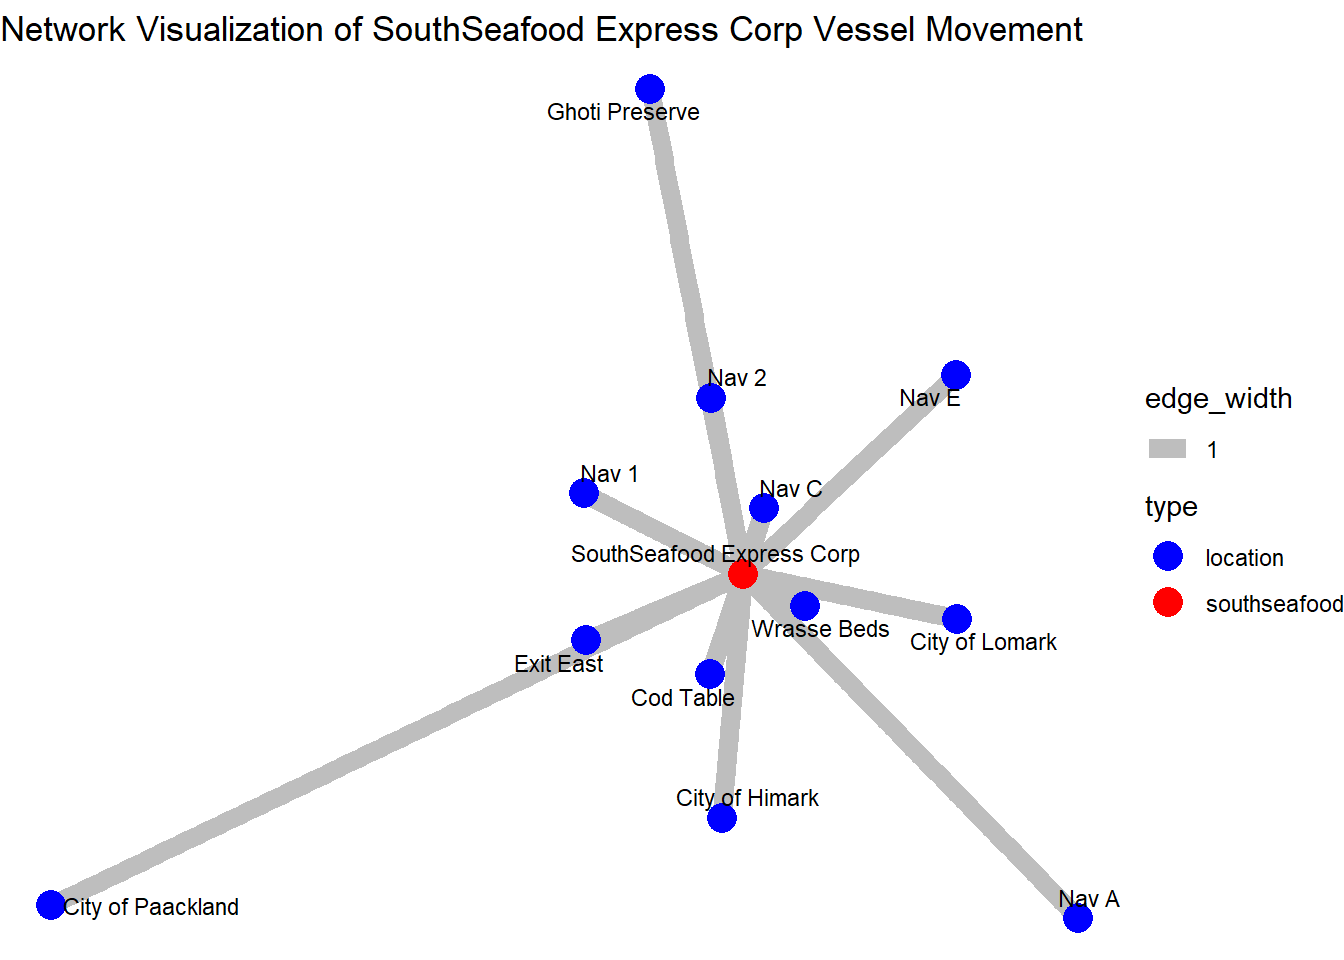 Network Visualization of SouthSeafood Express Corp Vessel Movement
Ghoti Preserve
Nav 2
Nav E
Nav 1
Nav C
SouthSeafood Express Corp
Wrasse Beds
City of Lomark
Exit East
Cod Table
City of Himark
City of Paackland
Nav A
edge_width
1
type
location
southseafood